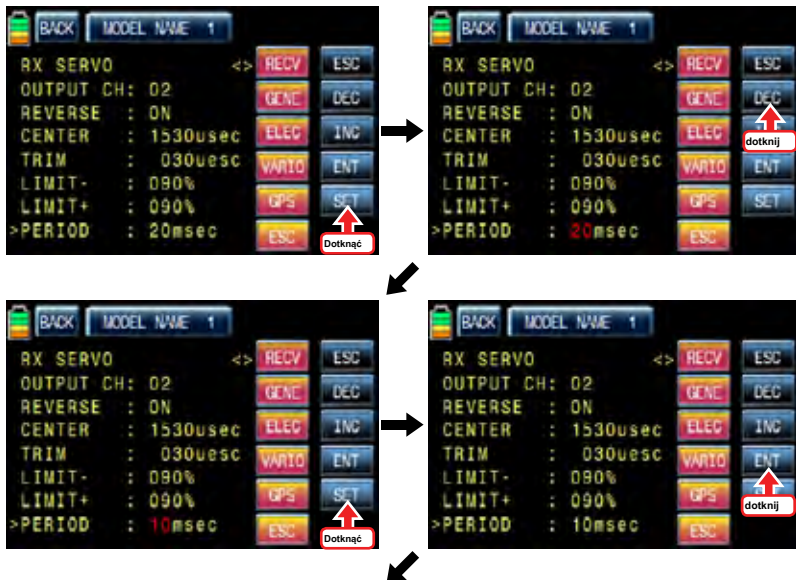 BACK MODEL NAME 1
RX SERVO <> RECV ESC
OUTPUT CH: 02 GENE DEC
REVERSE : ON
CENTER : 1530usec ELEC INC
TRIM : 030uesc VARIO ENT
LIMIT- : 090%
LIMIT+ : 090% GPS SET
>PERIOD : 20msec ESC Dotknąć
BACK MODEL NAME 1
RX SERVO <> RECV ESC
OUTPUT CH: 02 GENE DEC
REVERSE : ON
CENTER : 1530usec ELEC dotknij
TRIM : 030uesc VARIO ENT
LIMIT- : 090%
LIMIT+ : 090% GPS SET
>PERIOD : 20msec ESC
BACK MODEL NAME 1
RX SERVO <> RECV ESC
OUTPUT CH: 02 GENE DEC
REVERSE : ON
CENTER : 1530usec ELEC INC
TRIM : 030uesc VARIO ENT
LIMIT- : 090%
LIMIT+ : 090% GPS SET
>PERIOD : 10msec ESC Dotknąć
BACK MODEL NAME 1
RX SERVO <> RECV ESC
OUTPUT CH: 02 GENE DEC
REVERSE : ON
CENTER : 1530usec ELEC INC
TRIM : 030uesc VARIO ENT
LIMIT- : 090%
LIMIT+ : 090% GPS dotknij
>PERIOD : 10msec ESC